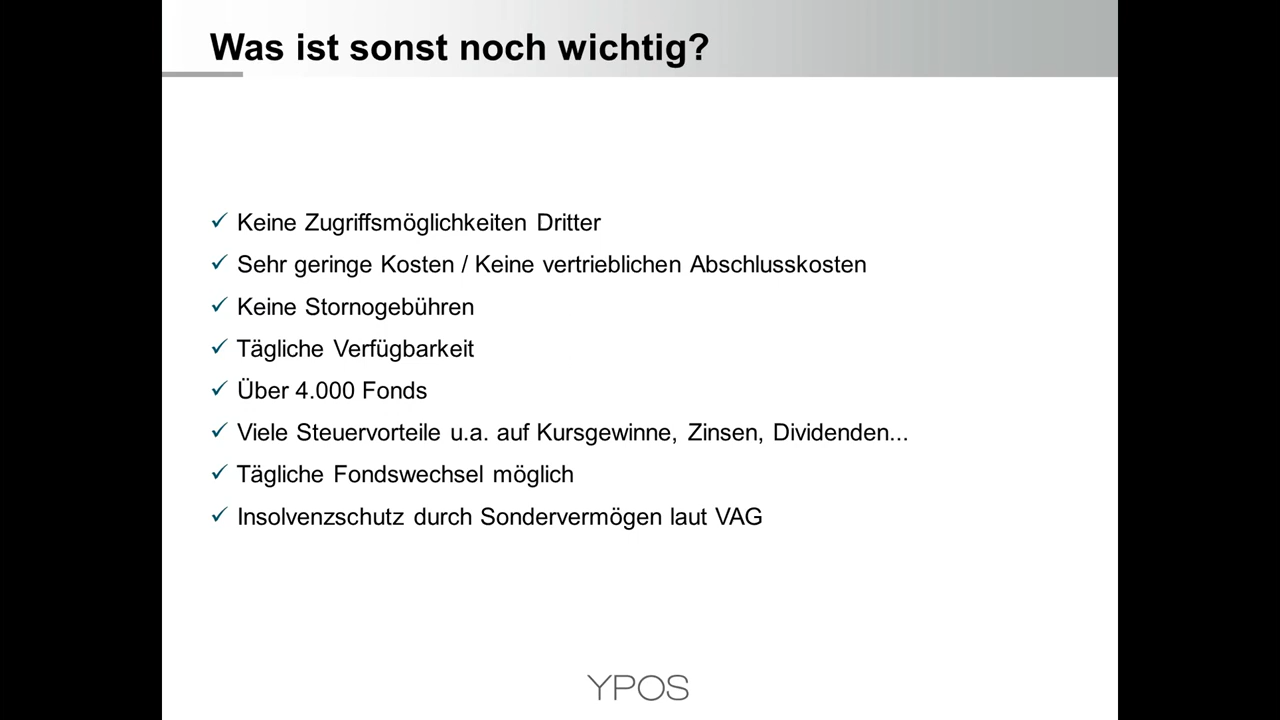 Was ist sonst noch wichtig?
✓ Keine Zugriffsmöglichkeiten Dritter
✓ Sehr geringe Kosten / Keine vertrieblichen Abschlusskosten
✓ Keine Stornogebühren
✓ Tägliche Verfügbarkeit
✓ Über 4.000 Fonds
✓ Viele Steuervorteile u.a. auf Kursgewinne, Zinsen, Dividenden...
✓ Tägliche Fondswechsel möglich
✓ Insolvenzschutz durch Sondervermögen laut VAG
YPOS